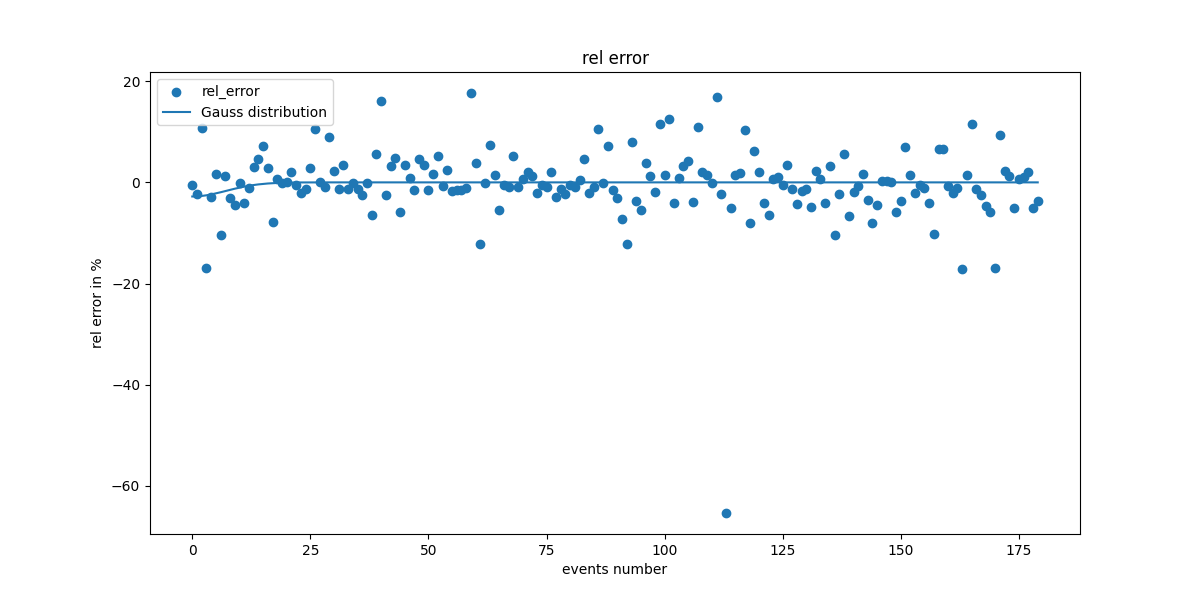 rel error
rel_error
Gauss distribution
20
0
−20
−40
−60
rel error in %
0
25
50
75
100
125
150
175
events number